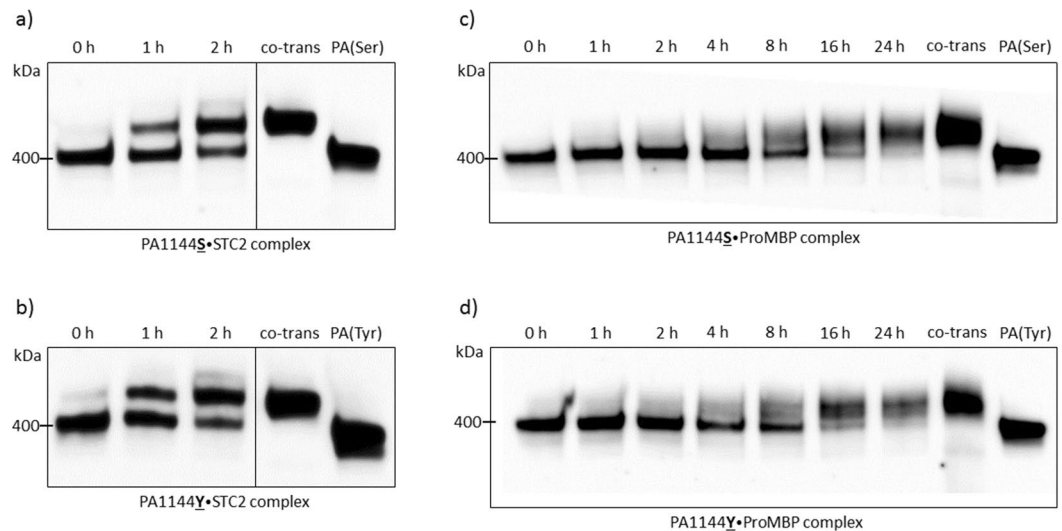 a)
0 h 1 h 2 h co-trans PA(Ser)
kDa
400
PA1144S•STC2 complex
b)
0 h 1 h 2 h co-trans PA(Tyr)
kDa
400
PA1144Y•STC2 complex
c)
0 h 1 h 2 h 4 h 8 h 16 h 24 h co-trans PA(Ser)
kDa
400
PA1144S•ProMBP complex
d)
0 h 1 h 2 h 4 h 8 h 16 h 24 h co-trans PA(Tyr)
kDa
400
PA1144Y•ProMBP complex